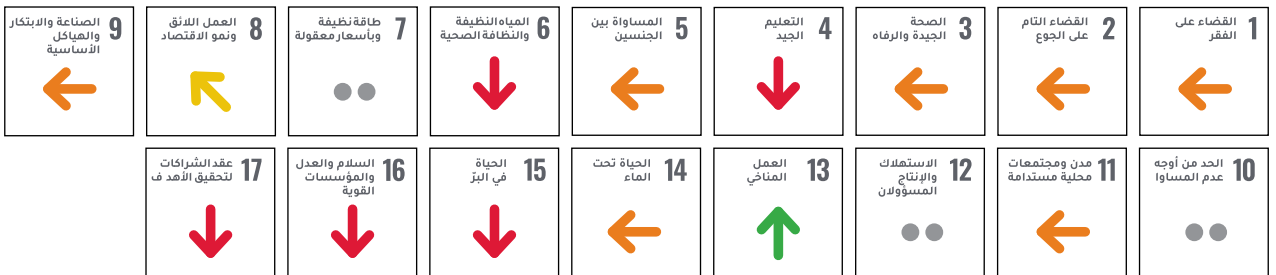 1 القضاء على
الفقر
2 القضاء التام
على الجوع
3 الصحة
الجيدة والرفاه
4 التعليم
الجيد
5 المساواة بين
الجنسين
6 المياه النظيفة
والنظافة الصحية
7 طاقة نظيفة
وبأسعار معقولة
8 العمل اللائق
ونمو الاقتصاد
9 الصناعة والابتكار
والهياكل
الأساسية
10 الحد من أوجه
عدم المساوا
11 مدن ومجتمعات
محلية مستدامة
12 الاستهلاك
والإنتاج
المسؤولان
13 العمل
المناخي
14 الحياة تحت
الماء
15 الحياة
في البرّ
16 السلام والعدل
والمؤسسات
القوية
17 عقد الشراكات
لتحقيق الأهد ف